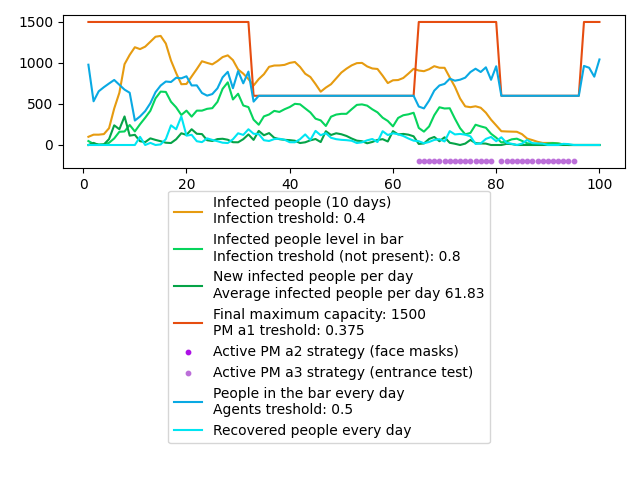 1500
1000
500
0
0
20
40
60
80
100
Infected people (10 days)
Infection treshold: 0.4
Infected people level in bar
Infection treshold (not present): 0.8
New infected people per day
Average infected people per day 61.83
Final maximum capacity: 1500
PM a1 treshold: 0.375
Active PM a2 strategy (face masks)
Active PM a3 strategy (entrance test)
People in the bar every day
Agents treshold: 0.5
Recovered people every day